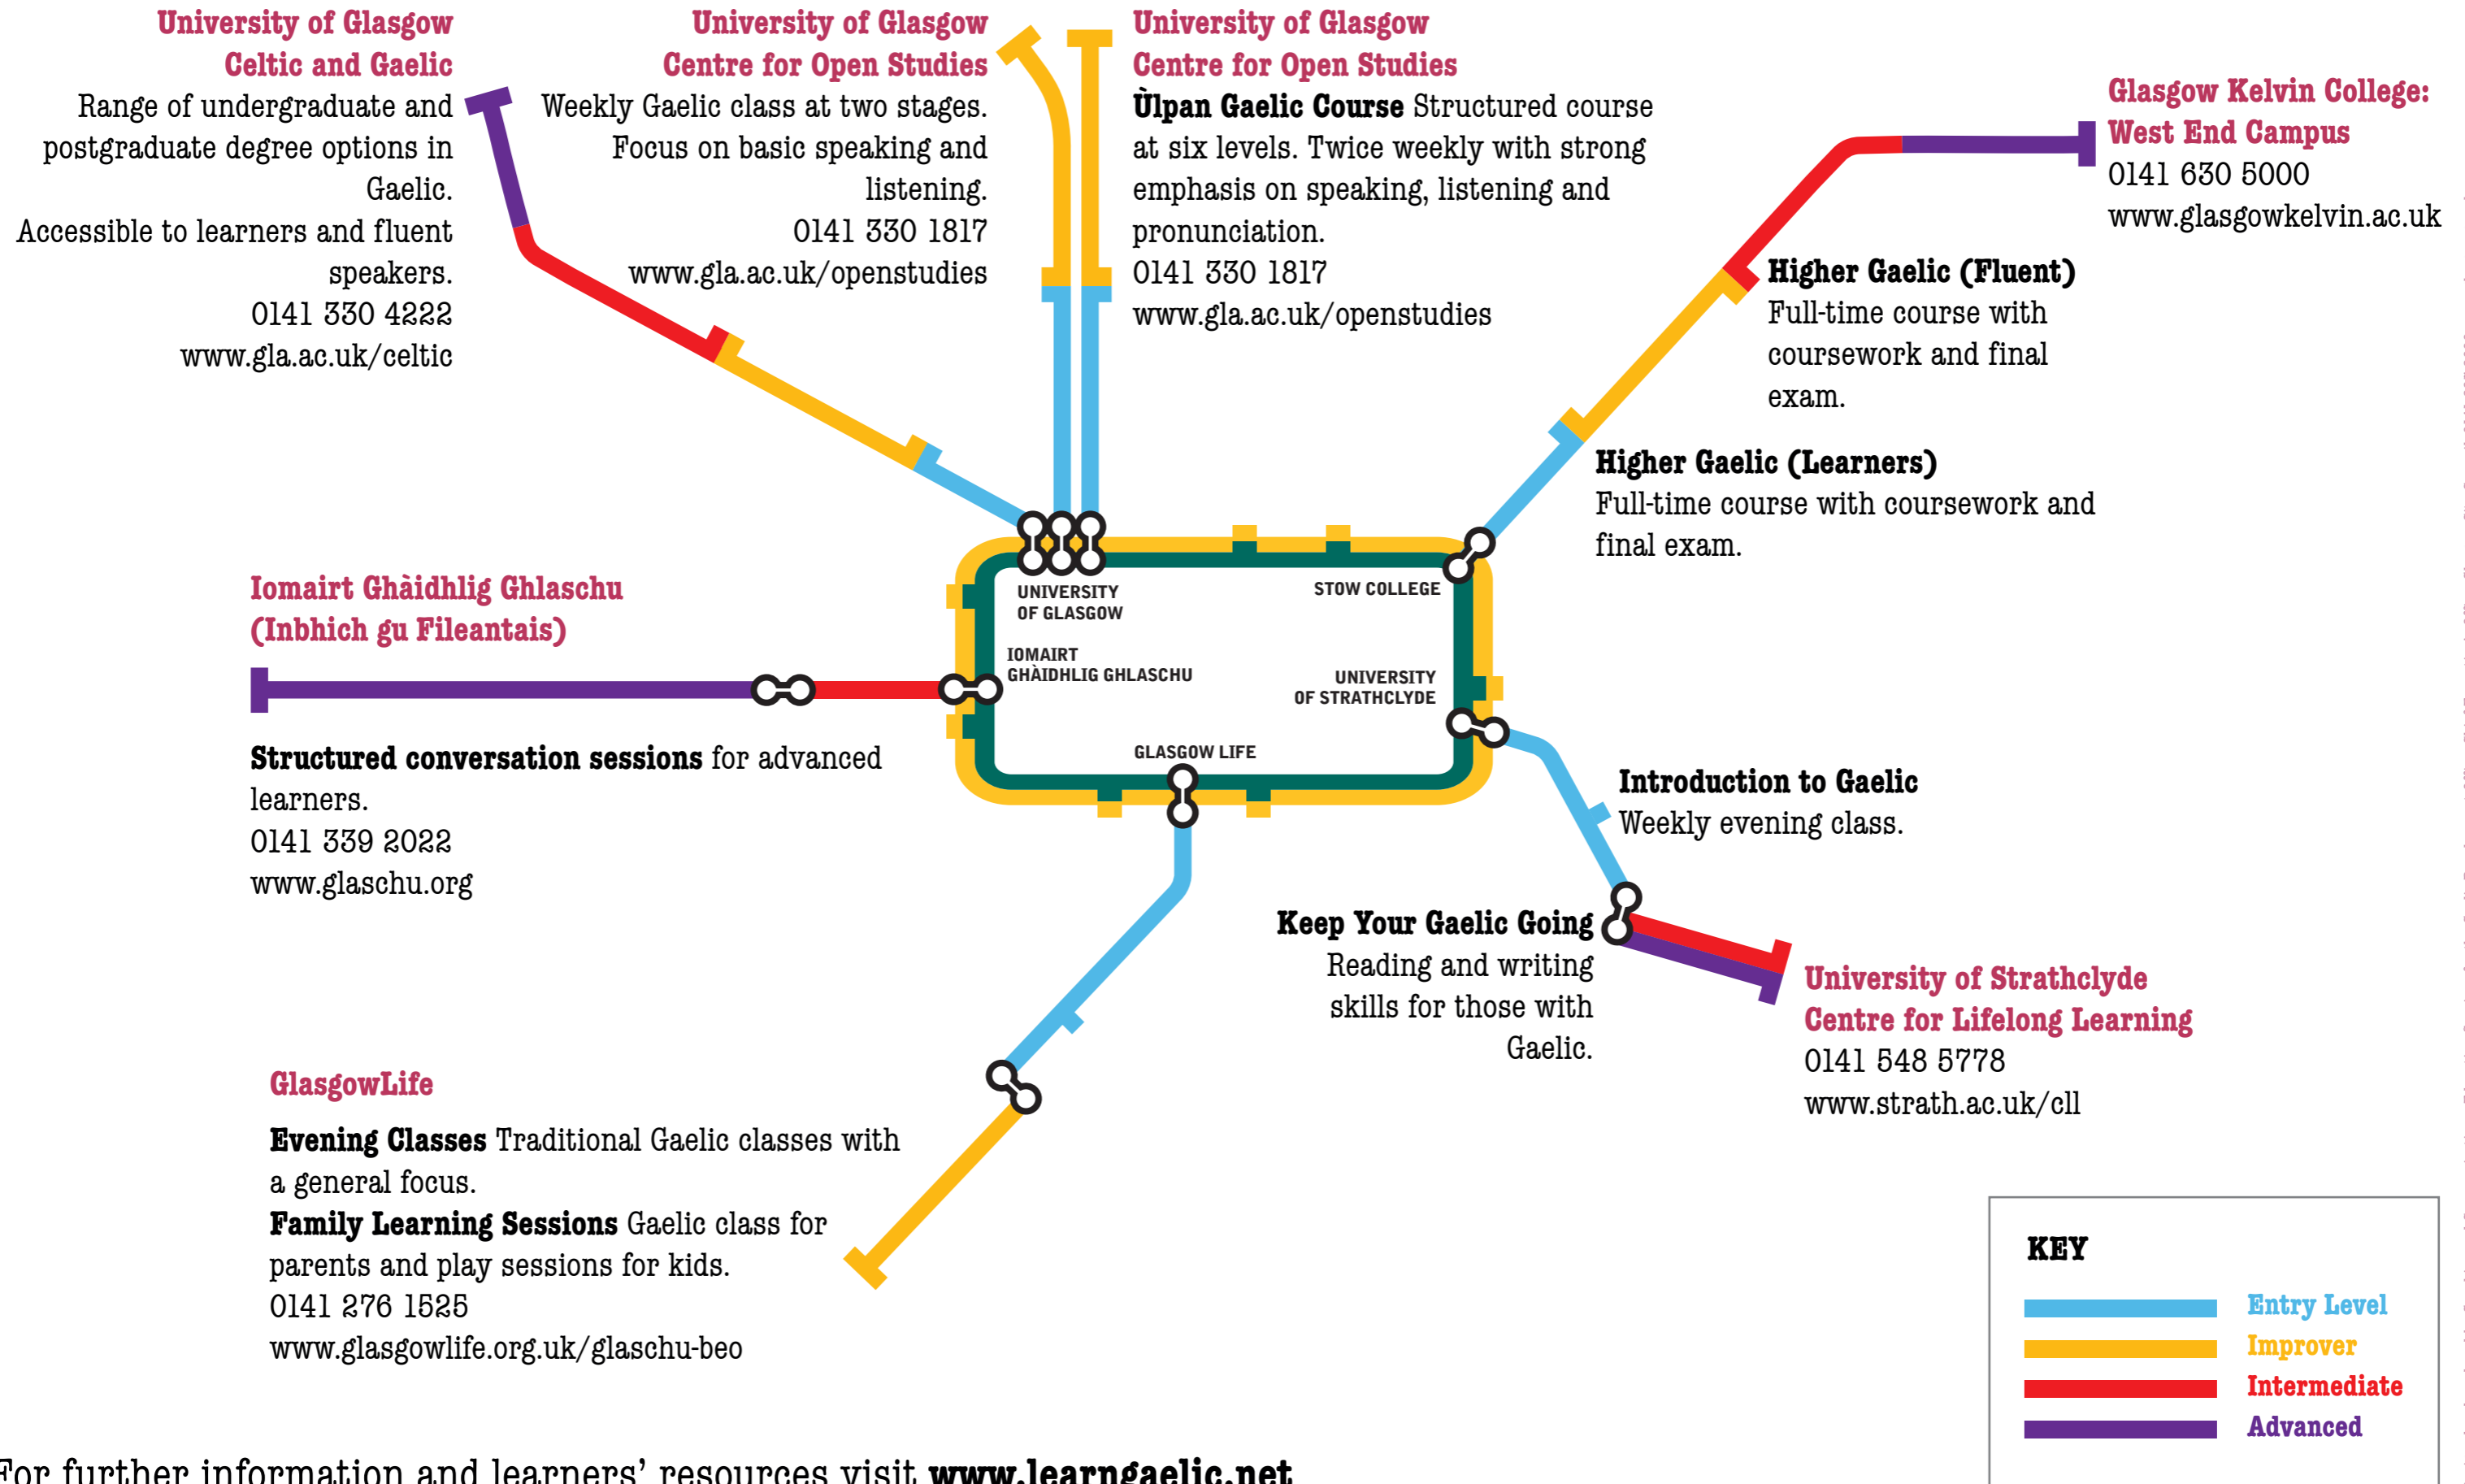 University of Glasgow
Celtic and Gaelic
Range of undergraduate and
postgraduate degree options in
Gaelic.
Accessible to learners and fluent
speakers.
0141 330 4222
www.gla.ac.uk/celtic
University of Glasgow
Centre for Open Studies
Weekly Gaelic class at two stages.
Focus on basic speaking and
listening.
0141 330 1817
www.gla.ac.uk/openstudies
University of Glasgow
Centre for Open Studies
Ùlpan Gaelic Course Structured course
at six levels. Twice weekly with strong
emphasis on speaking, listening and
pronunciation.
0141 330 1817
www.gla.ac.uk/openstudies
Glasgow Kelvin College:
West End Campus
0141 630 5000
www.glasgowkelvin.ac.uk
Higher Gaelic (Fluent)
Full-time course with
coursework and final
exam.
Higher Gaelic (Learners)
Full-time course with coursework and
final exam.
Iomairt Ghàidhlig Ghlaschu
(Inbhich gu Fileantais)
Structured conversation sessions for advanced
learners.
0141 339 2022
www.glaschu.org
UNIVERSITY
OF GLASGOW
STOW COLLEGE
IOMAIRT
GHÀIDHLIG GHLASCHU
UNIVERSITY
OF STRATHCLYDE
GLASGOW LIFE
Introduction to Gaelic
Weekly evening class.
Keep Your Gaelic Going
Reading and writing
skills for those with
Gaelic.
University of Strathclyde
Centre for Lifelong Learning
0141 548 5778
www.strath.ac.uk/cll
GlasgowLife
Evening Classes Traditional Gaelic classes with
a general focus.
Family Learning Sessions Gaelic class for
parents and play sessions for kids.
0141 276 1525
www.glasgowlife.org.uk/glaschu-beo
KEY
Entry Level
Improver
Intermediate
Advanced
For further information and learners' resources visit www.learngaelic.net